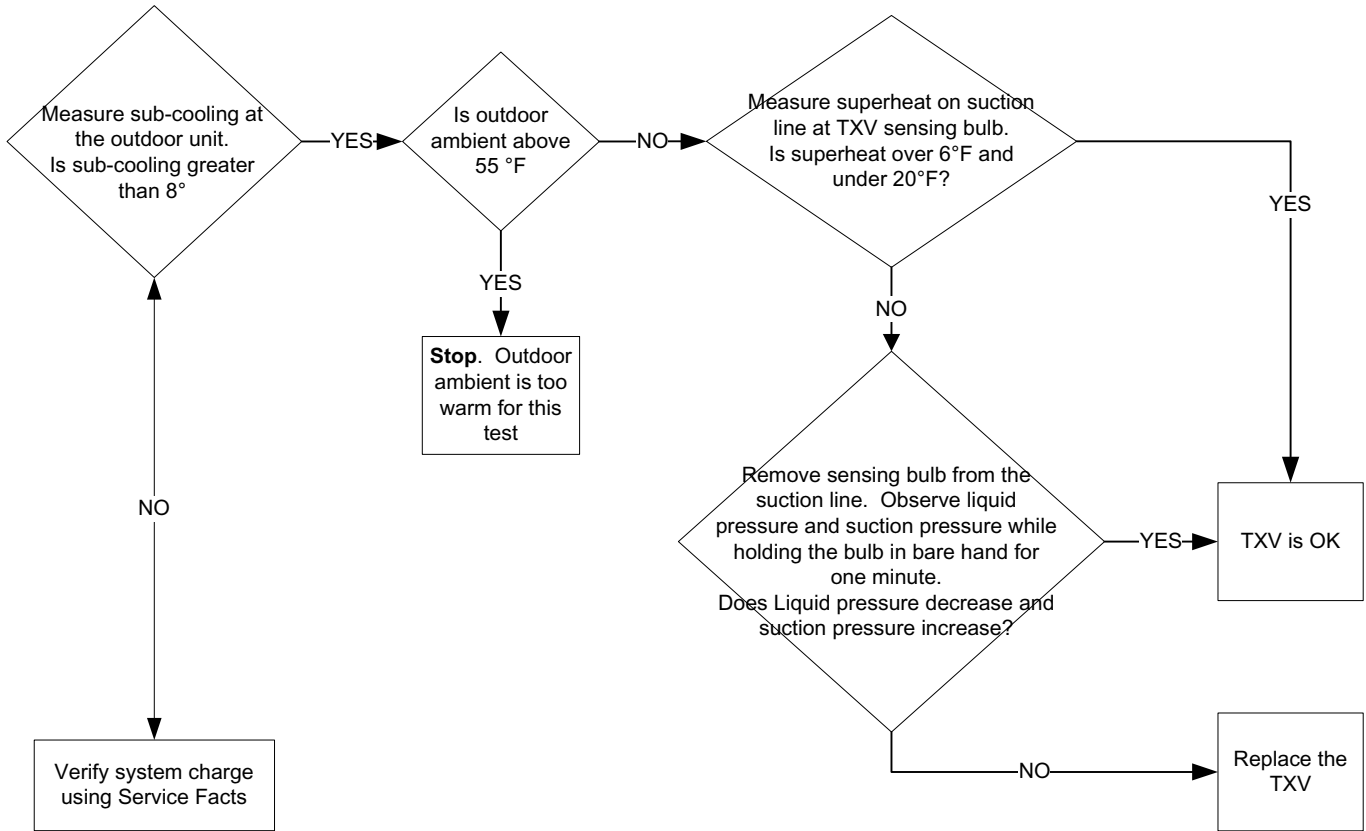 Measure sub-cooling at
the outdoor unit.
Is sub-cooling greater
than 8°
YES
Is outdoor
ambient above
55 °F
NO
Measure superheat on suction
line at TXV sensing bulb.
Is superheat over 6°F and
under 20°F?
YES
YES
Stop. Outdoor
ambient is too
warm for this
test
NO
NO
Remove sensing bulb from the
suction line. Observe liquid
pressure and suction pressure while
holding the bulb in bare hand for
one minute.
Does Liquid pressure decrease and
suction pressure increase?
YES
TXV is OK
Verify system charge
using Service Facts
NO
Replace the
TXV